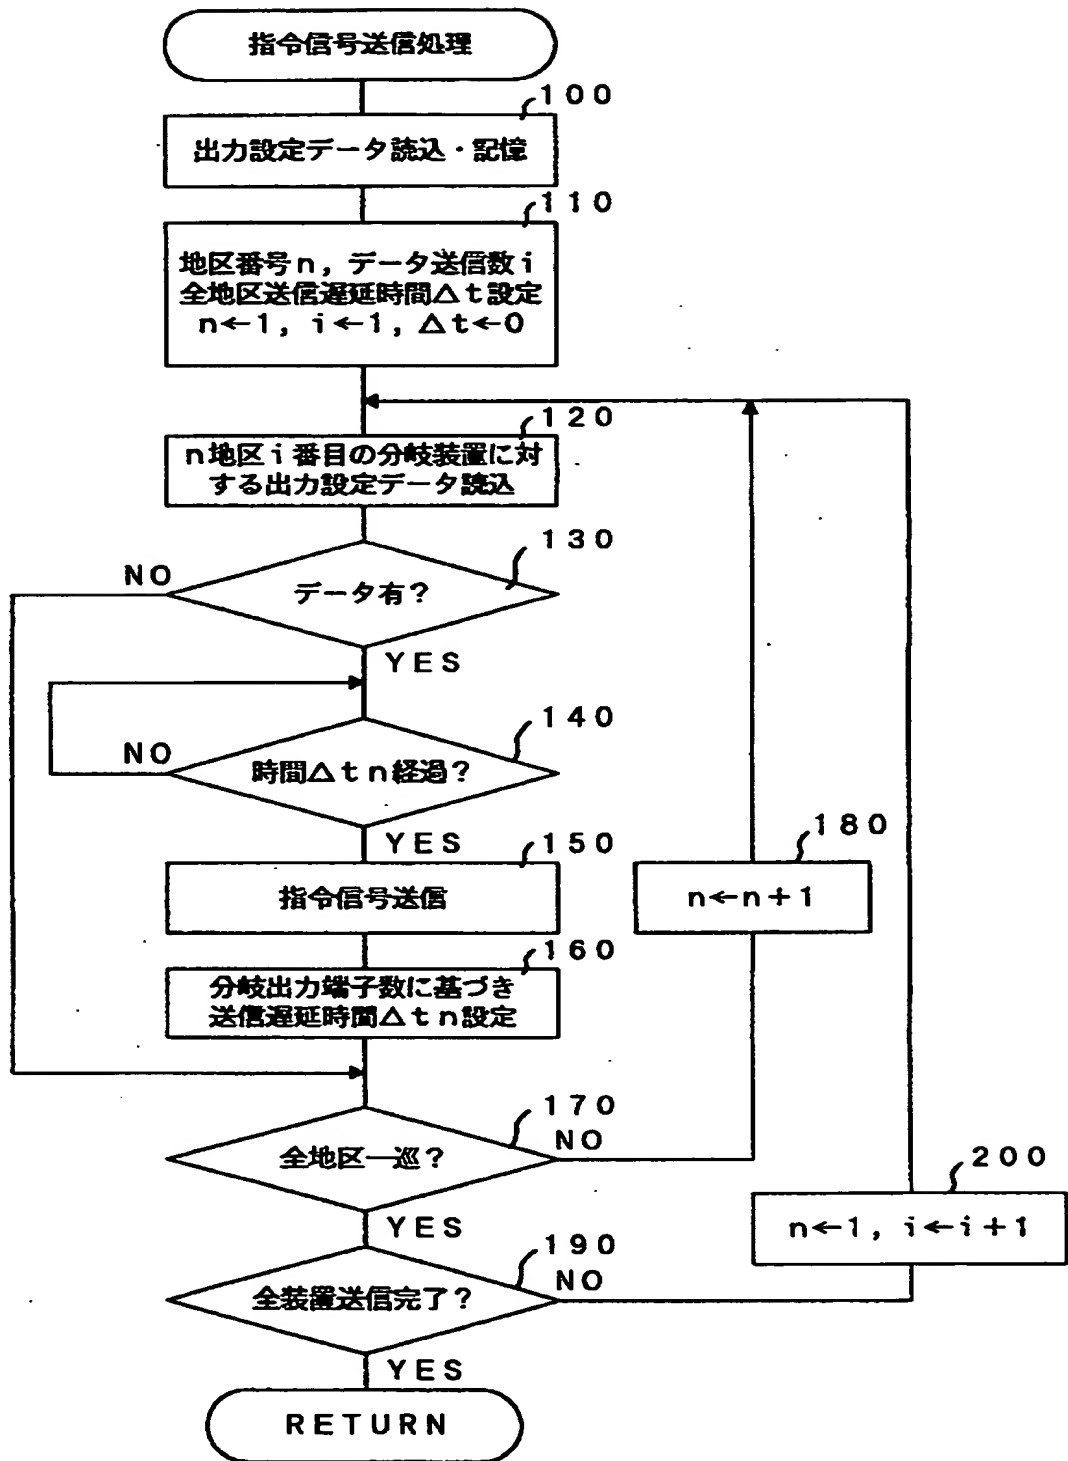 指令信号送信処理
100
出力設定データ読込・記憶
110
地区番号n, データ送信数i
全地区送信遅延時間△t設定
n←1, i←1, △t←0
120
n地区i番目の分岐装置に対
する出力設定データ読込
130
NO
データ有?
YES
140
NO
時間△tn経過?
YES
150
180
指令信号送信
n←n+1
160
分岐出力端子数に基づき
送信遅延時間△tn設定
170
NO
全地区一巡?
200
YES
n←1, i←i+1
190
NO
全装置送信完了?
YES
RETURN